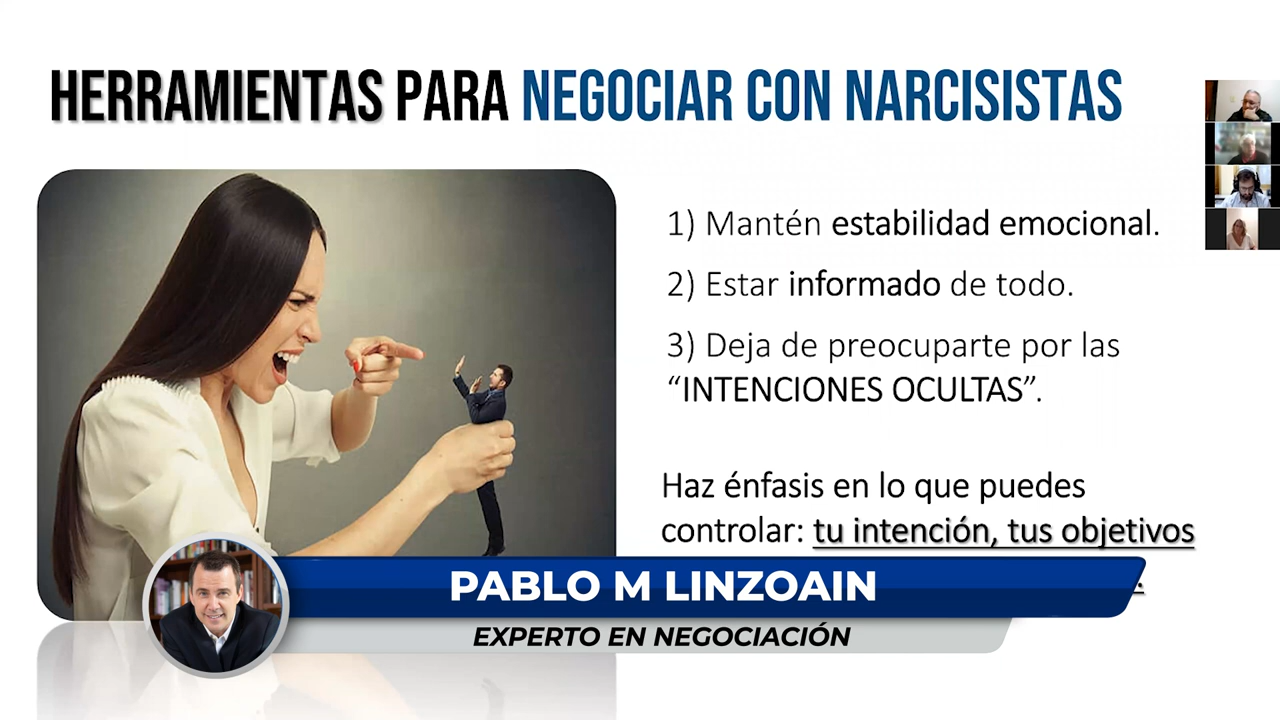 HERRAMIENTAS PARA NEGOCIAR CON NARCISISTAS
1) Mantén estabilidad emocional.
2) Estar informado de todo.
3) Deja de preocuparte por las
“INTENCIONES OCULTAS”.
Haz énfasis en lo que puedes
controlar: tu intención, tus objetivos
PABLO M LINZOAIN
EXPERTO EN NEGOCIACIÓN